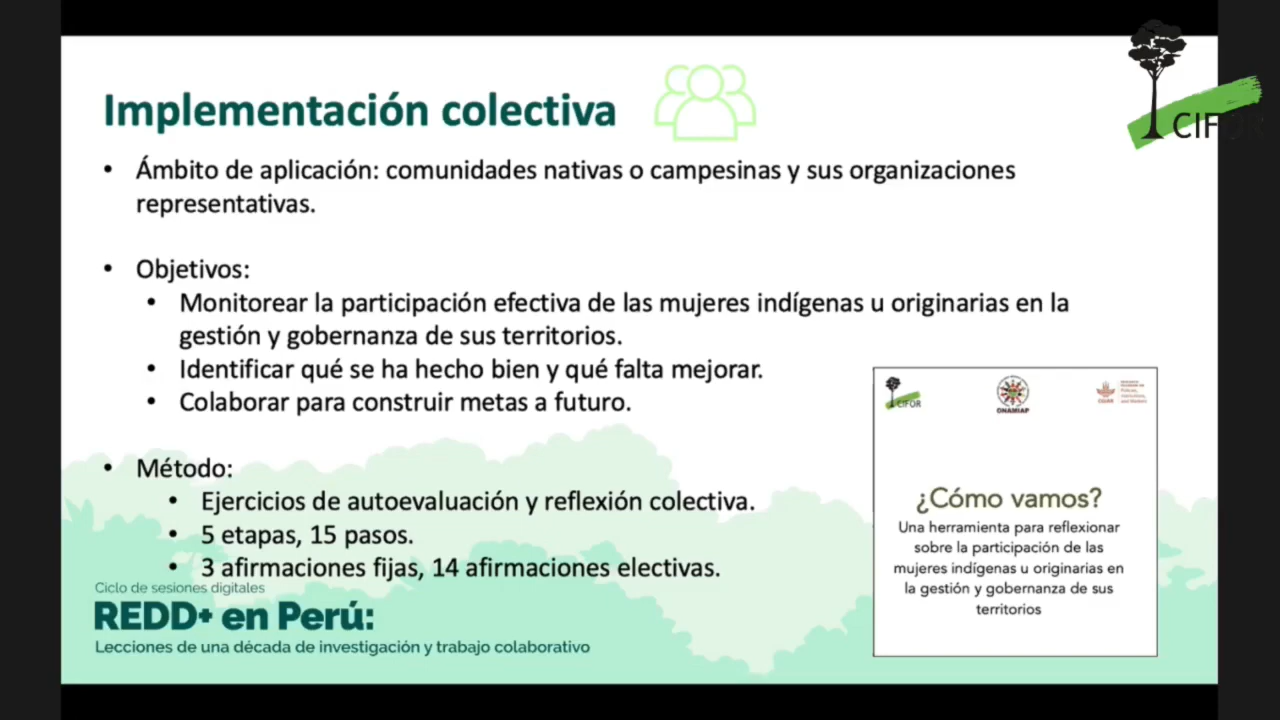 Implementación colectiva
CIFOR
• Ámbito de aplicación: comunidades nativas o campesinas y sus organizaciones
representativas.
• Objetivos:
• Monitorear la participación efectiva de las mujeres indígenas u originarias en la
gestión y gobernanza de sus territorios.
• Identificar qué se ha hecho bien y qué falta mejorar.
• Colaborar para construir metas a futuro.
• Método:
• Ejercicios de autoevaluación y reflexión colectiva.
• 5 etapas, 15 pasos.
• 3 afirmaciones fijas, 14 afirmaciones electivas.
CIFOR
ONAMIAP
¿Cómo vamos?
Una herramienta para reflexionar
sobre la participación de las
mujeres indígenas u originarias en
la gestión y gobernanza de sus
territorios
Ciclo de sesiones digitales
REDD+ en Perú:
Lecciones de una década de investigación y trabajo colaborativo